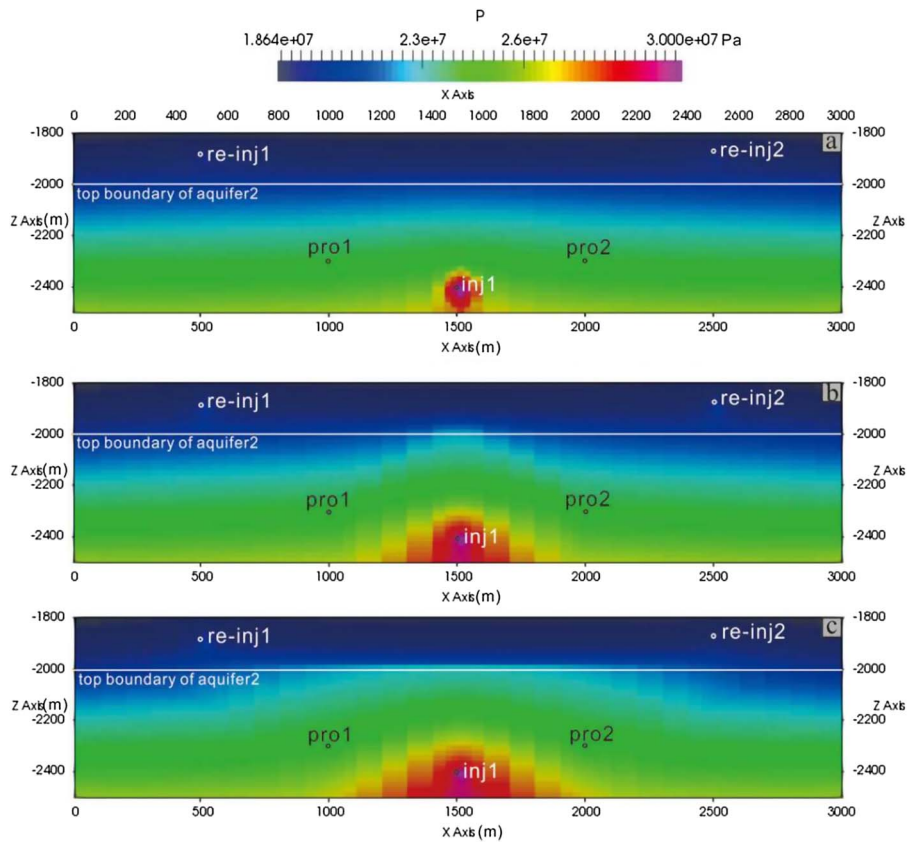 P
1.864e+07 2.3e+7 2.6e+7 3.000e+07 Pa
X Axis
0 200 400 600 800 1000 1200 1400 1600 1800 2000 2200 2400 2600 2800 3000
-1800 a -1800
re-inj1 re-inj2
-2000 -2000
top boundary of aquifer2
Z Axis(m) Z Axis
-2200 -2200
pro1 pro2
-2400 inj1 -2400
0 500 1000 1500 2000 2500 3000
X Axis(m)
-1800 b -1800
re-inj1 re-inj2
-2000 -2000
top boundary of aquifer2
Z Axis(m) Z Axis
-2200 -2200
pro1 pro2
-2400 inj1 -2400
0 500 1000 1500 2000 2500 3000
X Axis(m)
-1800 c -1800
re-inj1 re-inj2
-2000 -2000
top boundary of aquifer2
Z Axis(m) Z Axis
-2200 -2200
pro1 pro2
-2400 inj1 -2400
0 500 1000 1500 2000 2500 3000
X Axis(m)